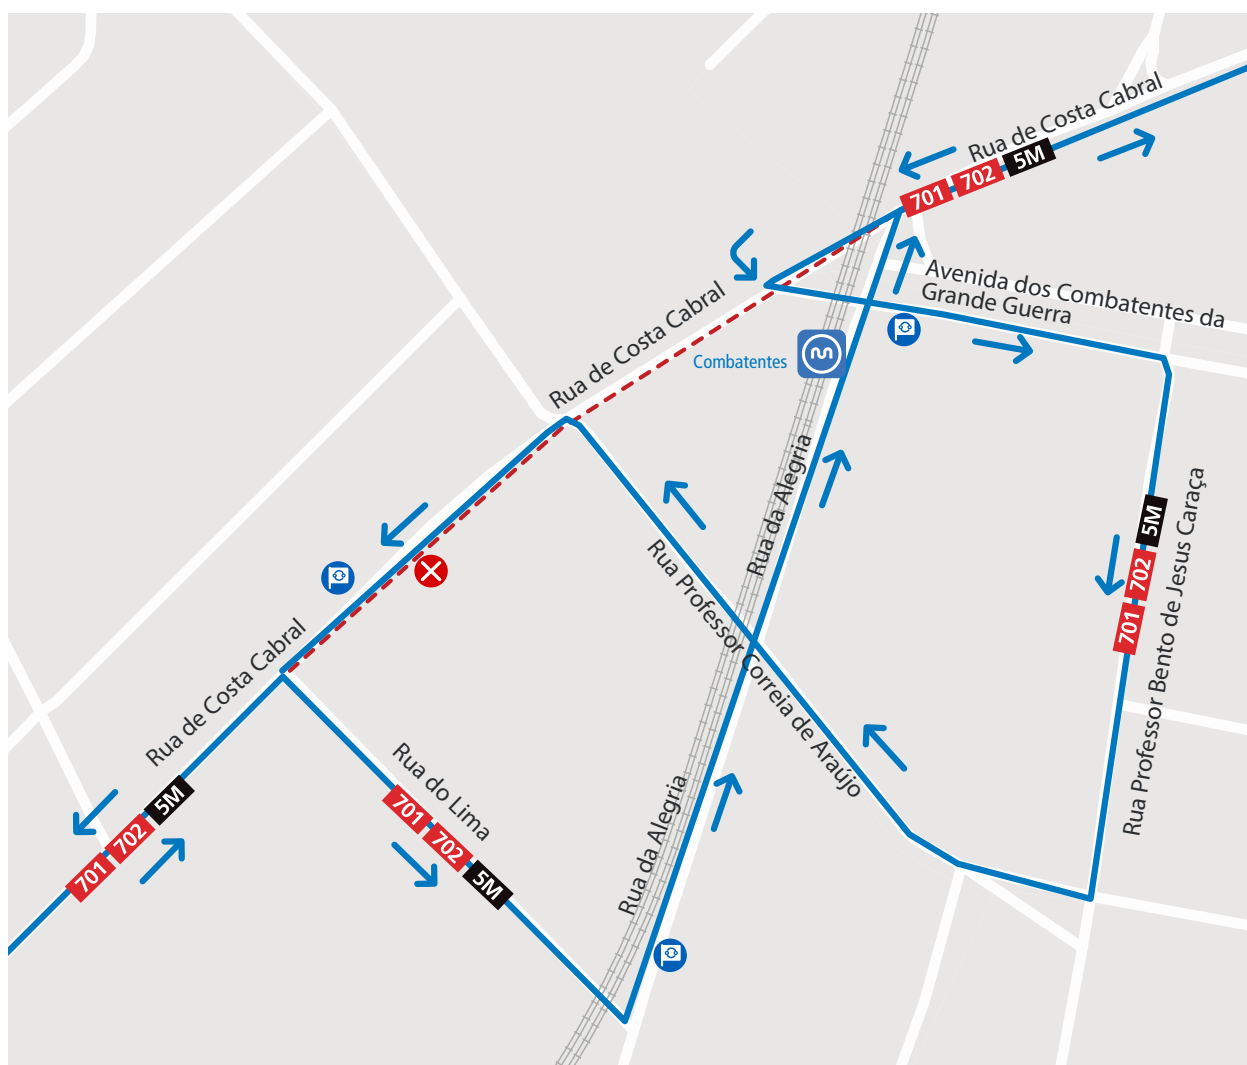 Rua de Costa Cabral
701 702 5M
Avenida dos Combatentes da
Grande Guerra
Rua de Costa Cabral
Combatentes
Rua da Alegria
Rua Professor Correia de Araújo
701 702 5M
Rua Professor Bento de Jesus Caraça
Rua de Costa Cabral
701 702 5M
Rua do Lima
701 702 5M
Rua da Alegria